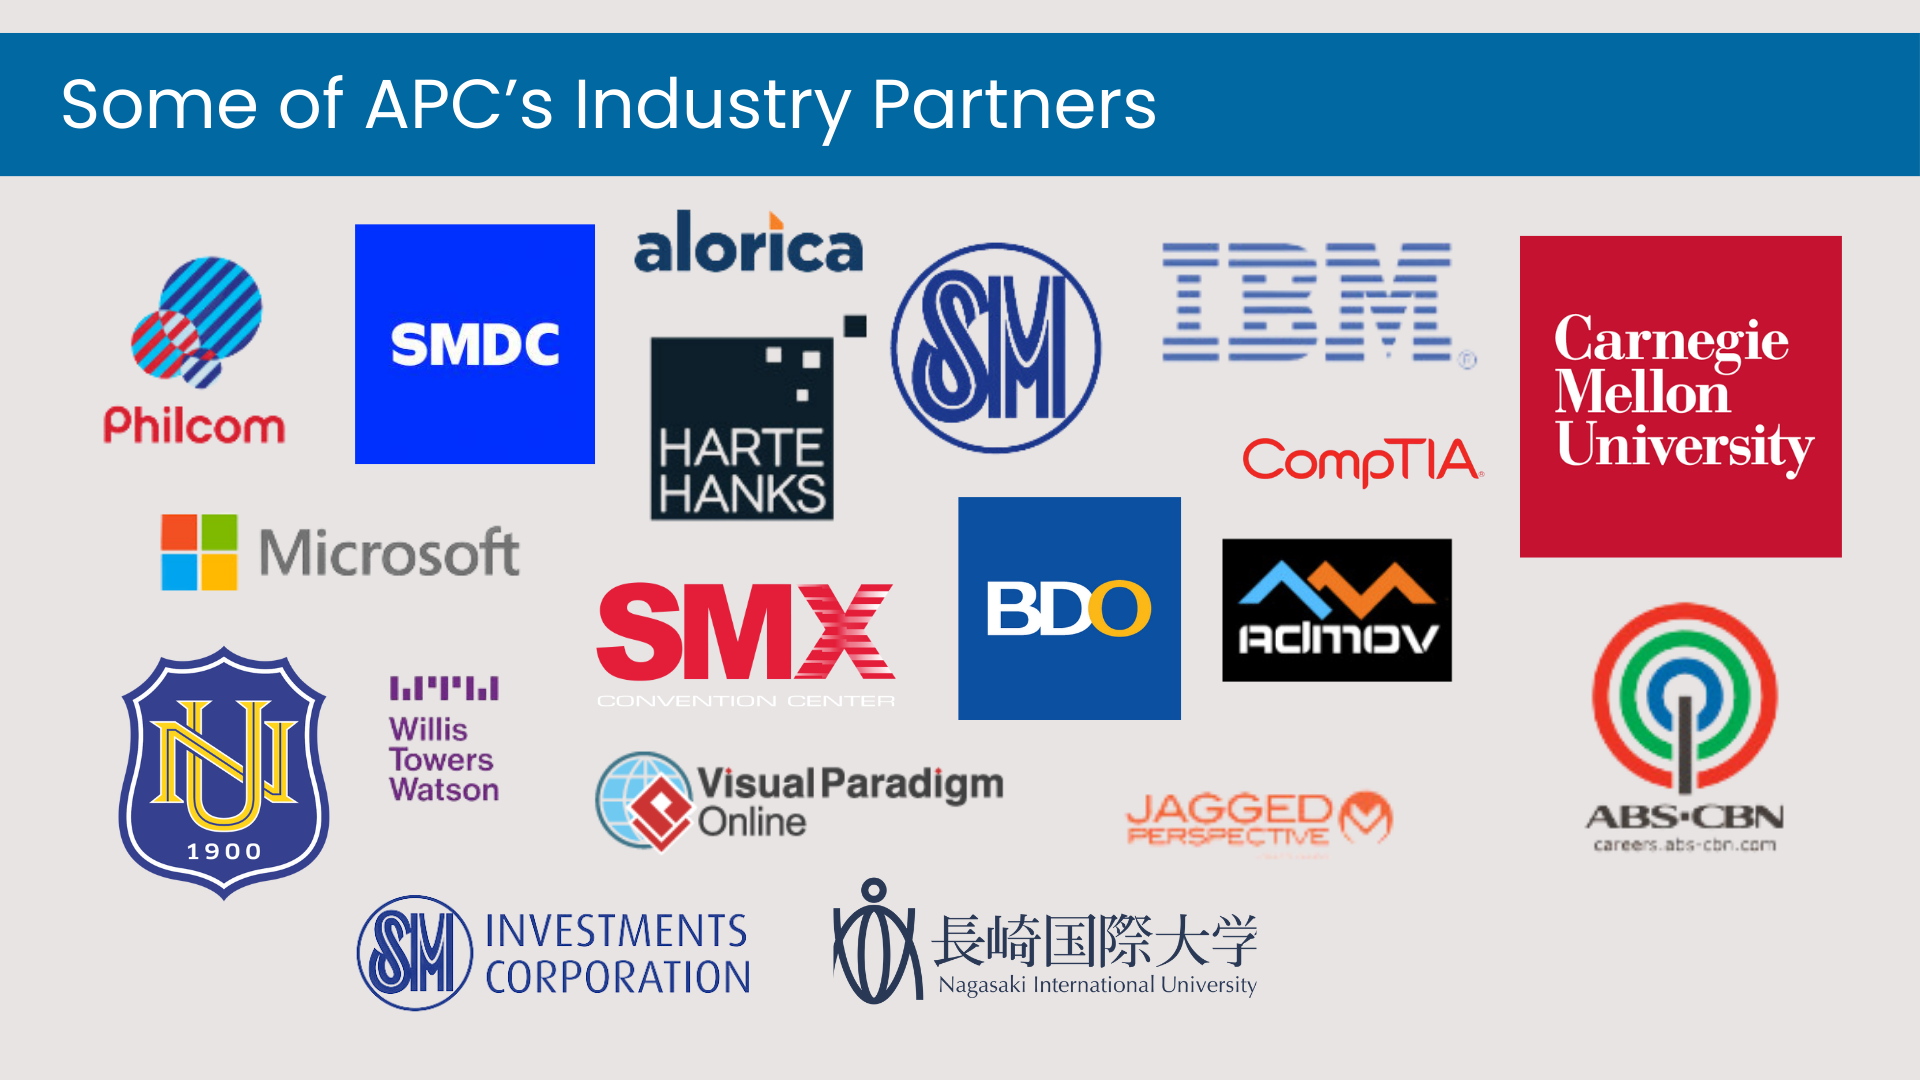 Some of APC’s Industry Partners
Philcom
SMDC
alorica
HARTE
HANKS
SM
IBM®
CompTIA®
Carnegie
Mellon
University
Microsoft
SMX
CONVENTION CENTER
BDO
ADMOV
NU
1900
Willis
Towers
Watson
Visual Paradigm
Online
JAGGED
PERSPECTIVE
ABS·CBN
careers.abs-cbn.com
SM
INVESTMENTS
CORPORATION
長崎国際大学
Nagasaki International University